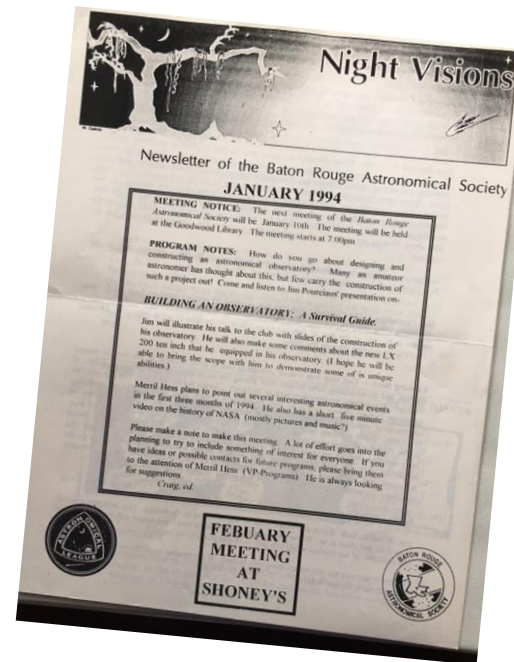 Night Visions
Newsletter of the Baton Rouge Astronomical Society
JANUARY 1994
MEETING NOTICE: The next meeting of the Baton Rouge
Astronomical Society will be January 10th The meeting will be held
at the Goodwood Library The meeting starts at 7:00pm
PROGRAM NOTES: How do you go about designing and
constructing an astronomical observatory? Many an amateur
astronomer has thought about this, but few carry the construction of
such a project out! Come and listen to Jim Pourciaus' presentation on-
BUILDING AN OBSERVATORY: A Survival Guide.
Jim will illustrate his talk to the club with slides of the construction of
his observatory. He will also make some comments about the new LX
200 ten inch that he equipped in his observatory (I hope he will be
able to bring the scope with him to demonstrate some of is unique
abilities.)
Merril Hess plans to point out several interesting astronomical events
in the first three months of 1994. He also has a short five minute
video on the history of NASA (mostly pictures and music?)
Please make a note to make this meeting. A lot of effort goes into the
planning to try to include something of interest for everyone. If you
have ideas or possible contacts for future programs, please bring them
to the attention of Merril Hess (VP-Programs) He is always looking
for suggestions.
Craig, ed.
ASTRONOMICAL
LEAGUE
FEBUARY
MEETING
AT
SHONEY'S
BATON ROUGE
ASTRONOMICAL SOCIETY